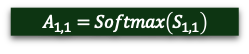 A₁,₁ = Softmax(S₁,₁)